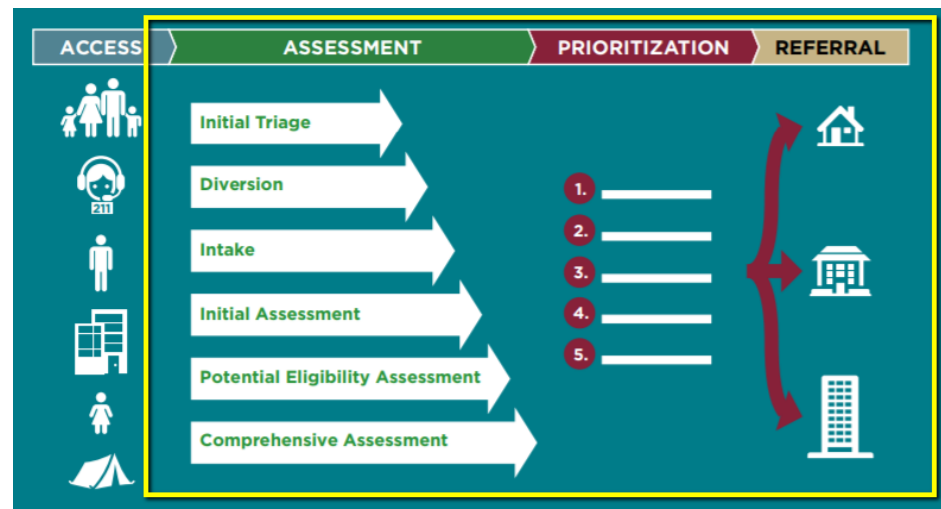 ACCESS
ASSESSMENT
PRIORITIZATION
REFERRAL
211
Initial Triage
Diversion
Intake
Initial Assessment
Potential Eligibility Assessment
Comprehensive Assessment
1.
2.
3.
4.
5.